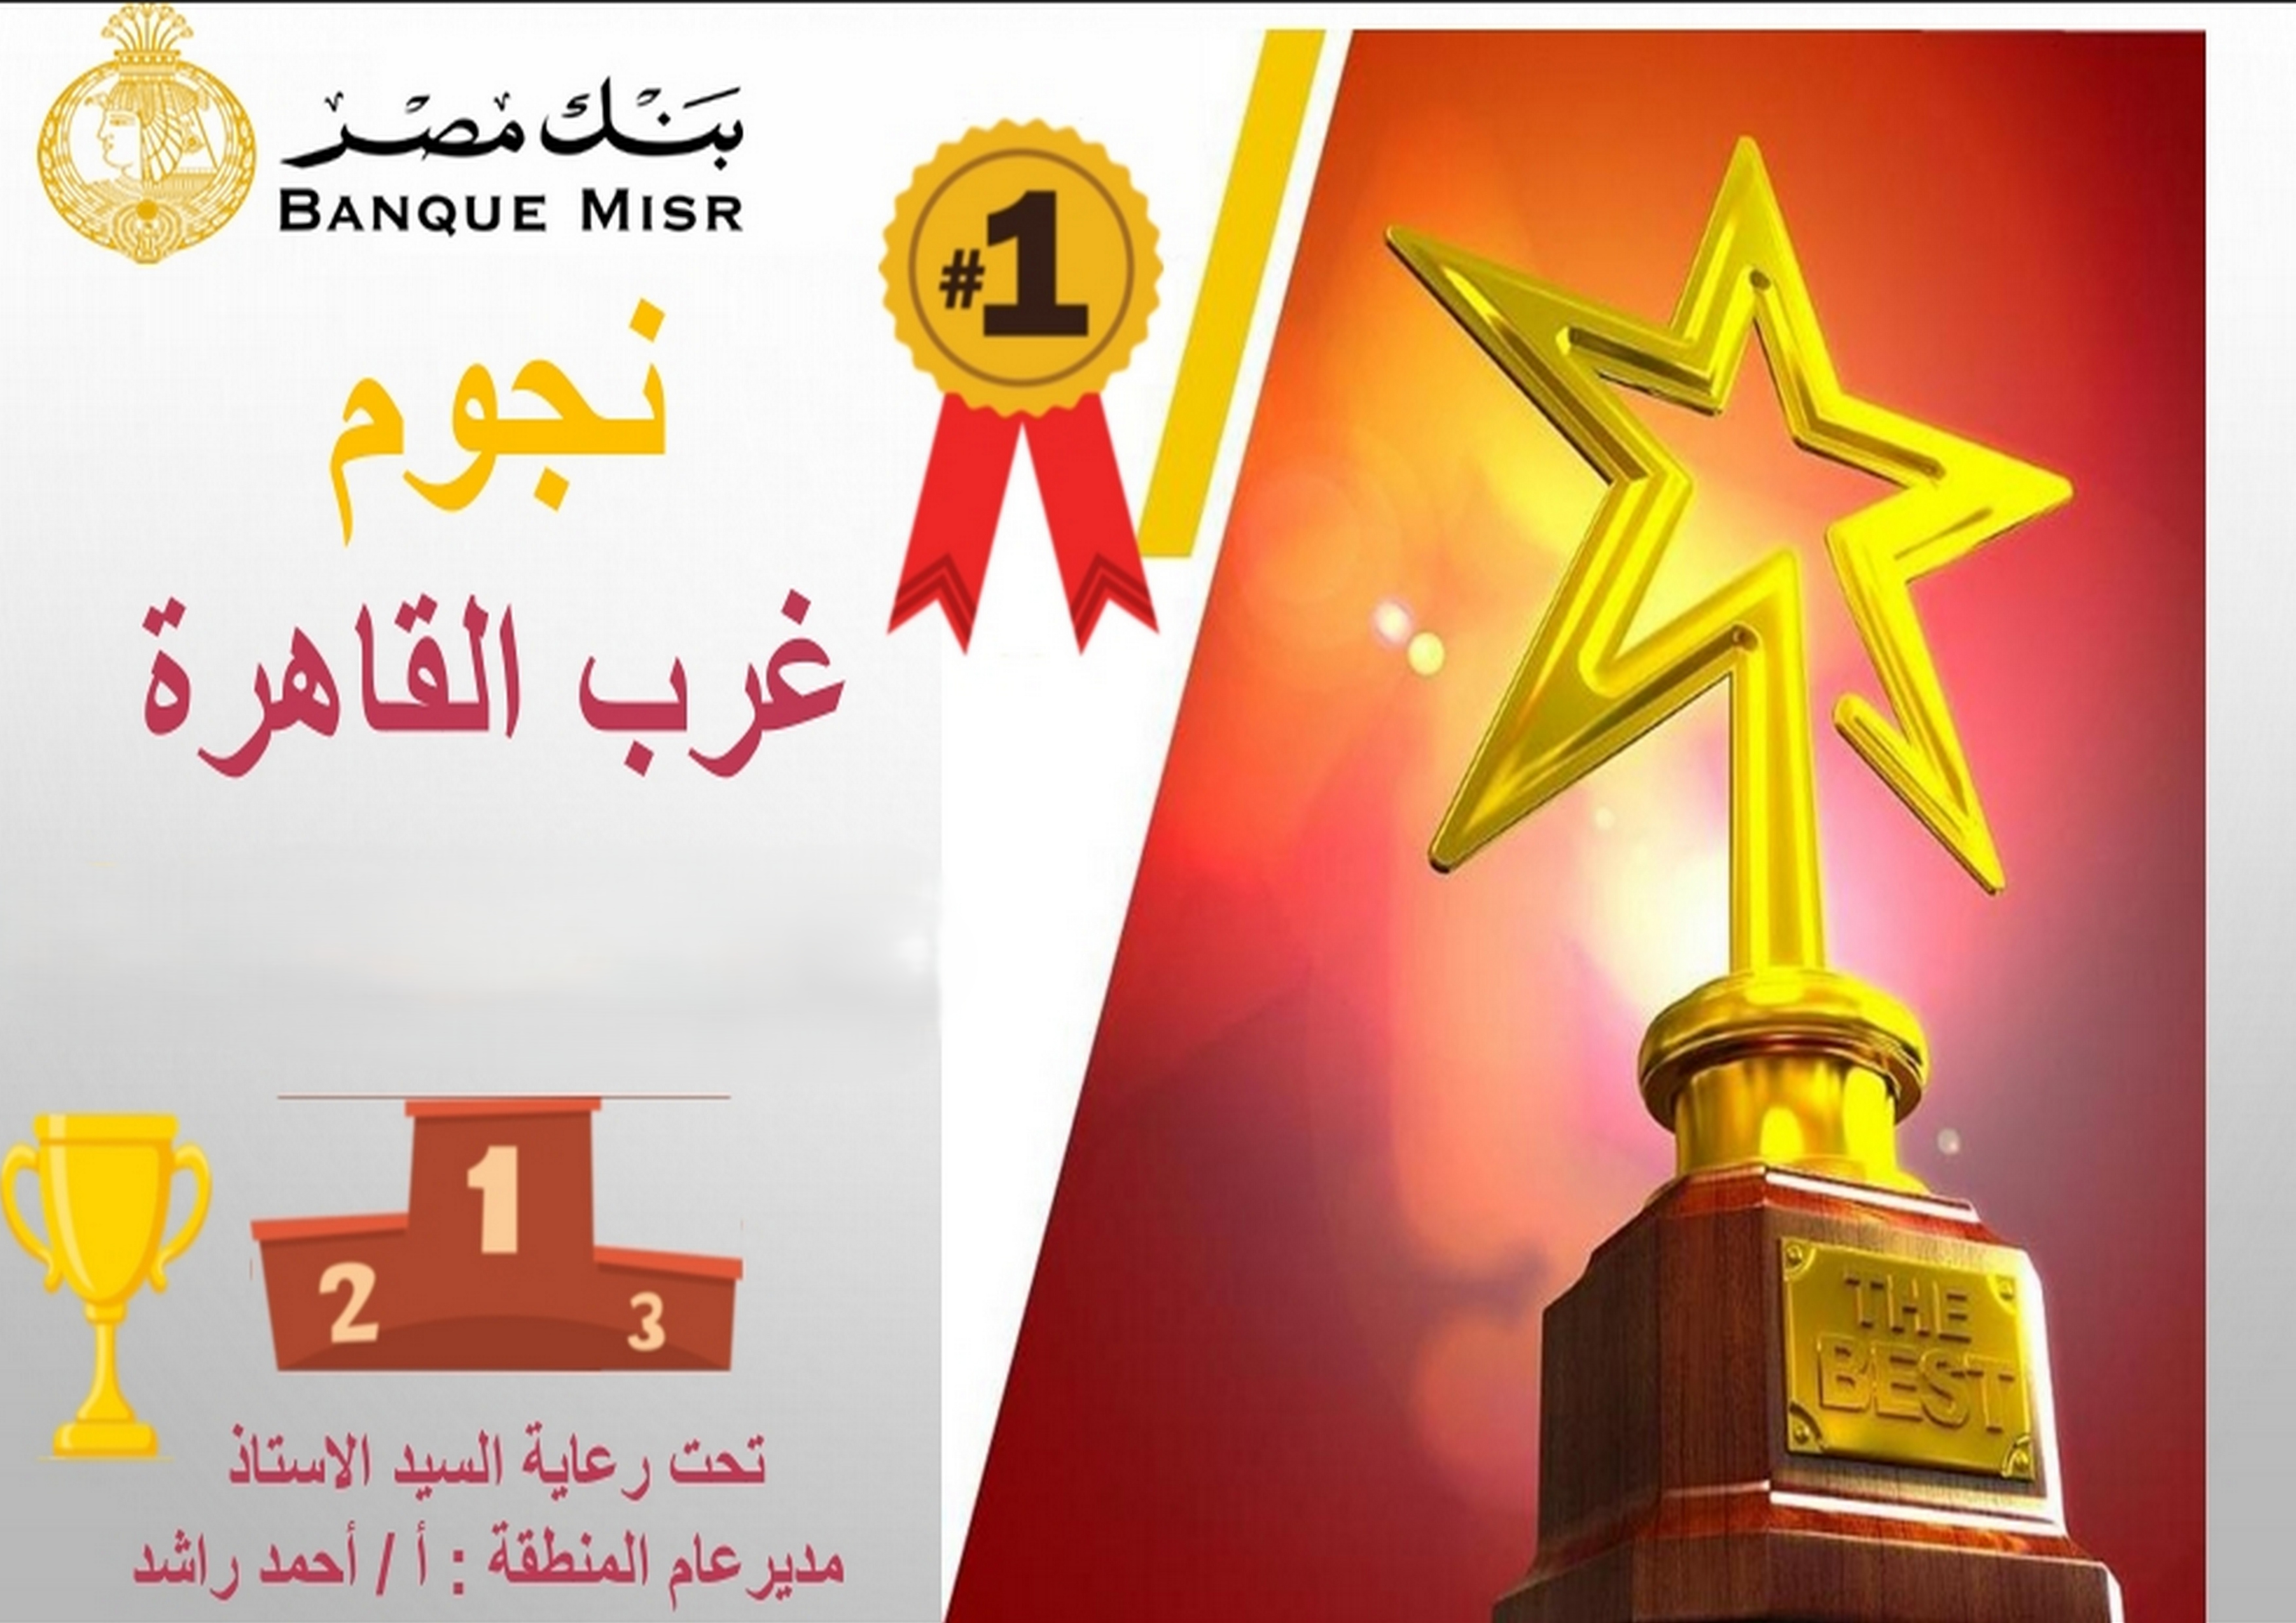 بنك مصر
BANQUE MISR
#1
نجوم
غرب القاهرة
1
2
3
THE
BEST
تحت رعاية السيد الاستاذ
مديرعام المنطقة : أ / أحمد راشد